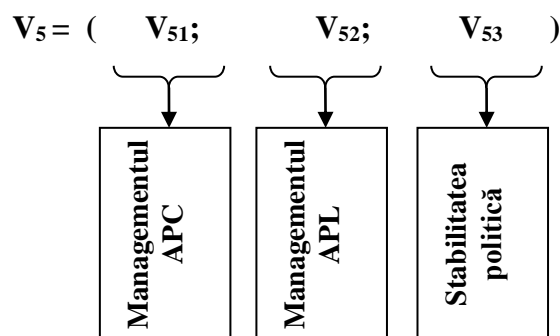 V₅ = ( V₅₁; V₅₂; V₅₃ )
Managementul
APC
Managementul
APL
Stabilitatea
politică